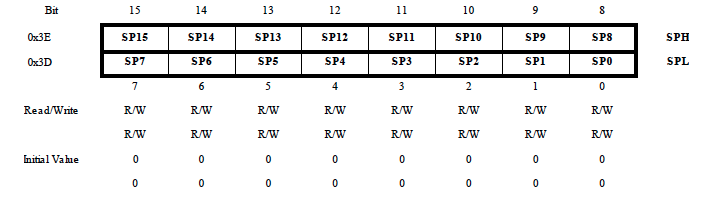 Bit 15 14 13 12 11 10 9 8
0x3E SP15 SP14 SP13 SP12 SP11 SP10 SP9 SP8 SPH
0x3D SP7 SP6 SP5 SP4 SP3 SP2 SP1 SP0 SPL
7 6 5 4 3 2 1 0
Read/Write R/W R/W R/W R/W R/W R/W R/W R/W
R/W R/W R/W R/W R/W R/W R/W R/W
Initial Value 0 0 0 0 0 0 0 0
0 0 0 0 0 0 0 0